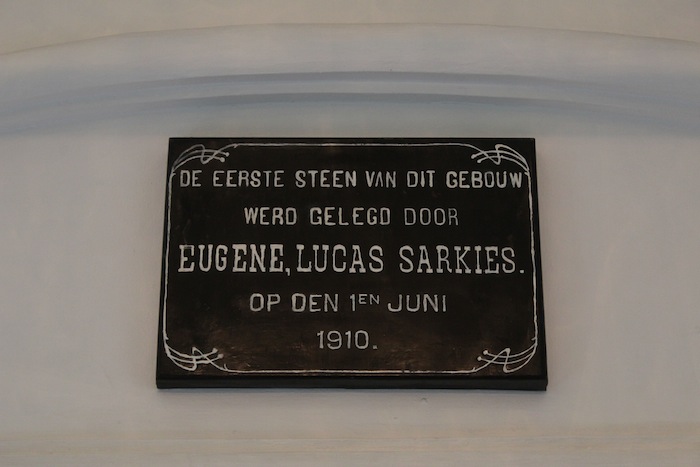 DE EERSTE STEEN VAN DIT GEBOUW
WERD GELEGD DOOR
EUGENE, LUCAS SARKIES.
OP DEN 1EN JUNI
1910.